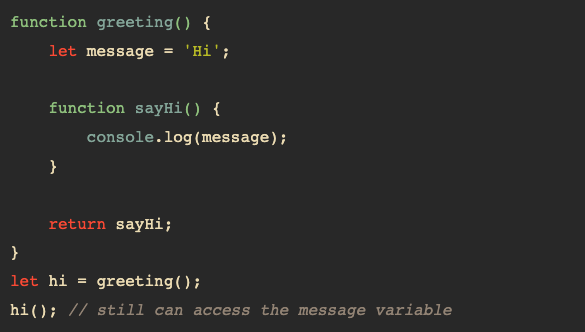 function greeting() {
    let message = 'Hi';

    function sayHi() {
        console.log(message);
    }

    return sayHi;
}
let hi = greeting();
hi(); // still can access the message variable